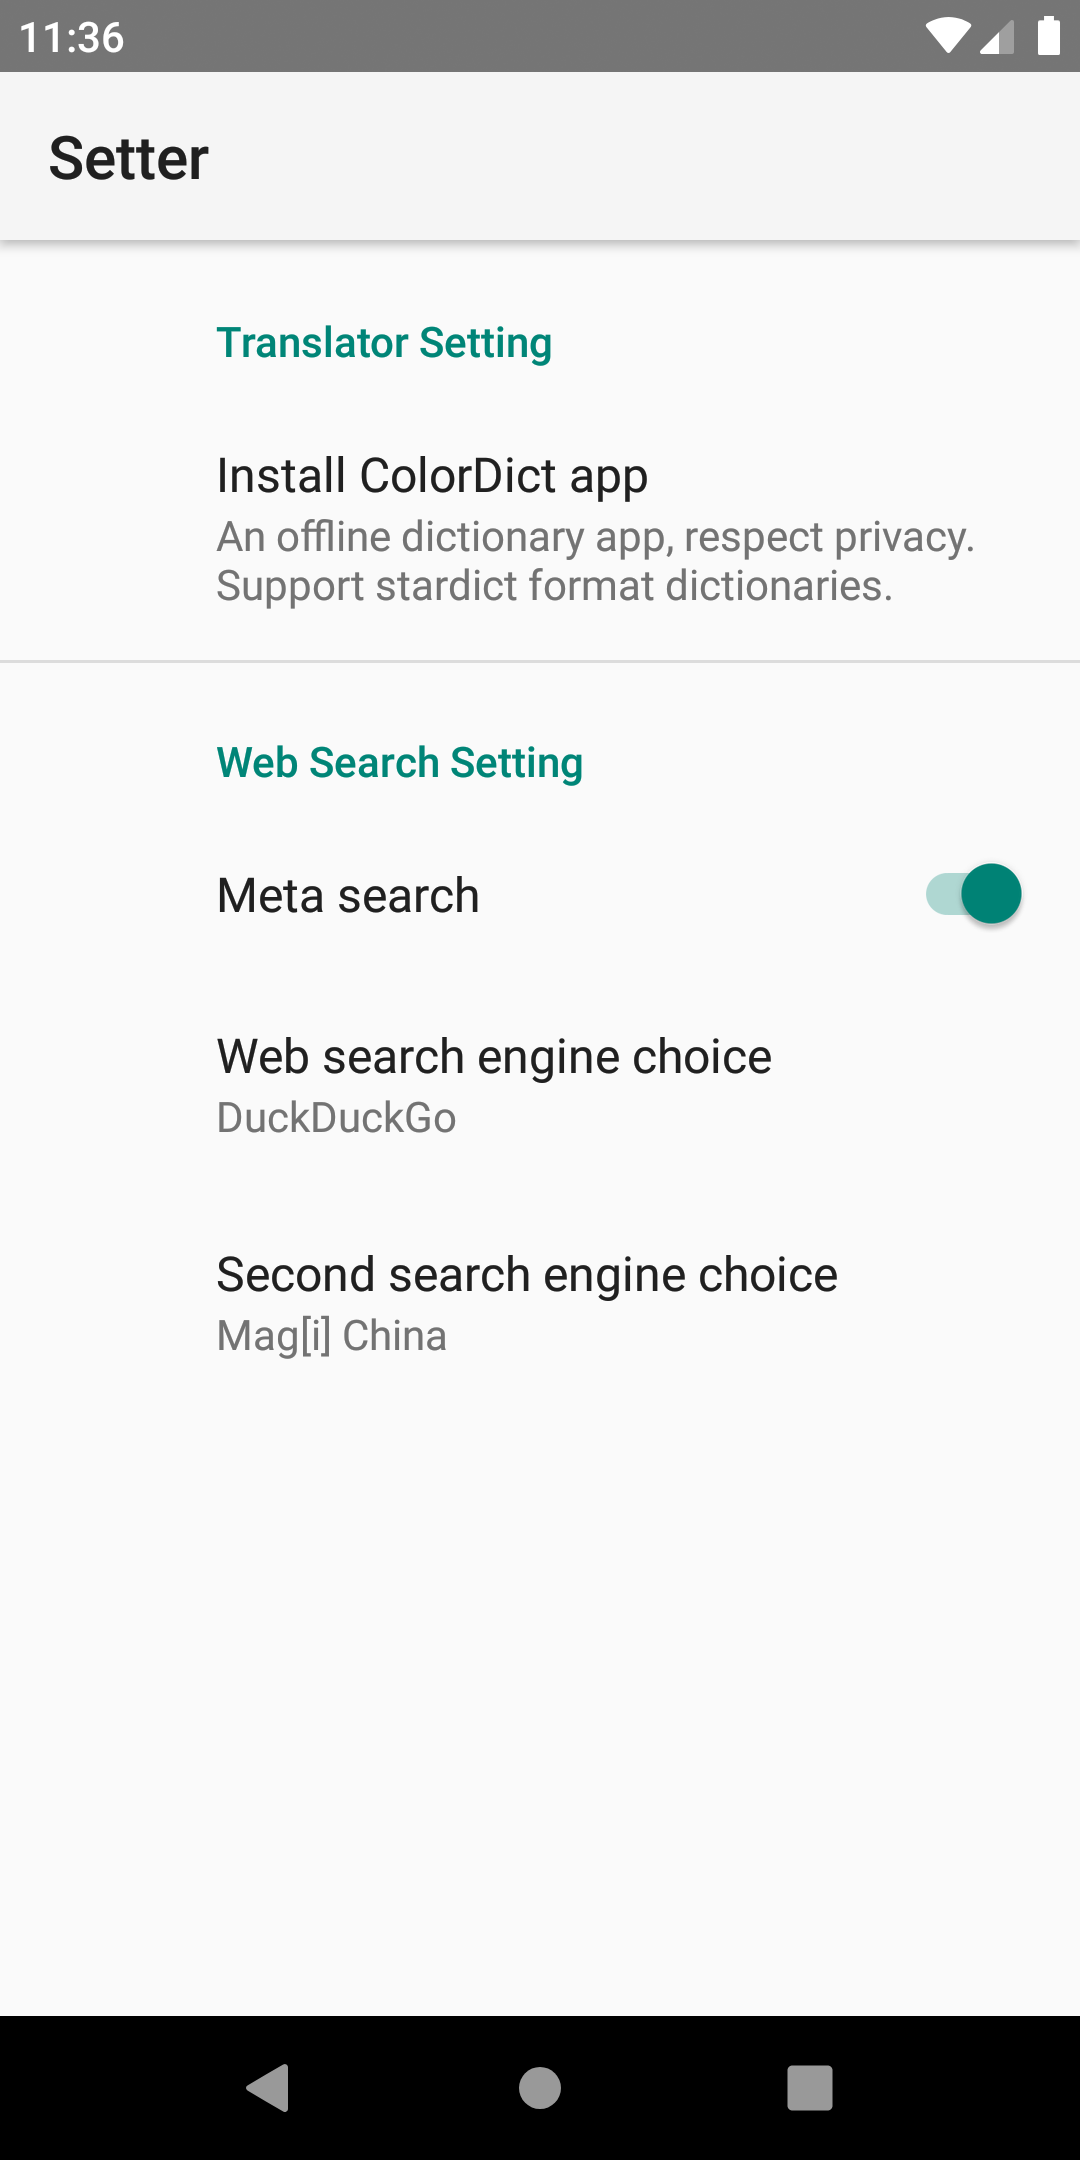 11:36
Setter
Translator Setting
Install ColorDict app
An offline dictionary app, respect privacy.
Support stardict format dictionaries.
Web Search Setting
Meta search
Web search engine choice
DuckDuckGo
Second search engine choice
Mag[i] China